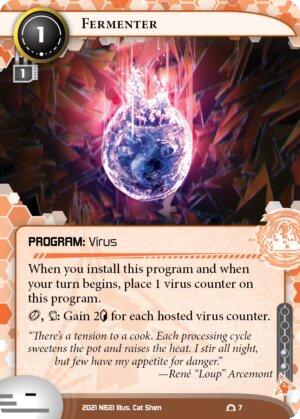 1
FERMENTER
1
PROGRAM: Virus
When you install this program and when
your turn begins, place 1 virus counter on
this program.
, : Gain 2 for each hosted virus counter.
“There’s a tension to a cook. Each processing cycle
sweetens the pot and raises the heat. I stir all night,
but few have my appetite for danger.”
—René “Loup” Arcemont
–
2021 NISEI Illus. Cat Shen
7